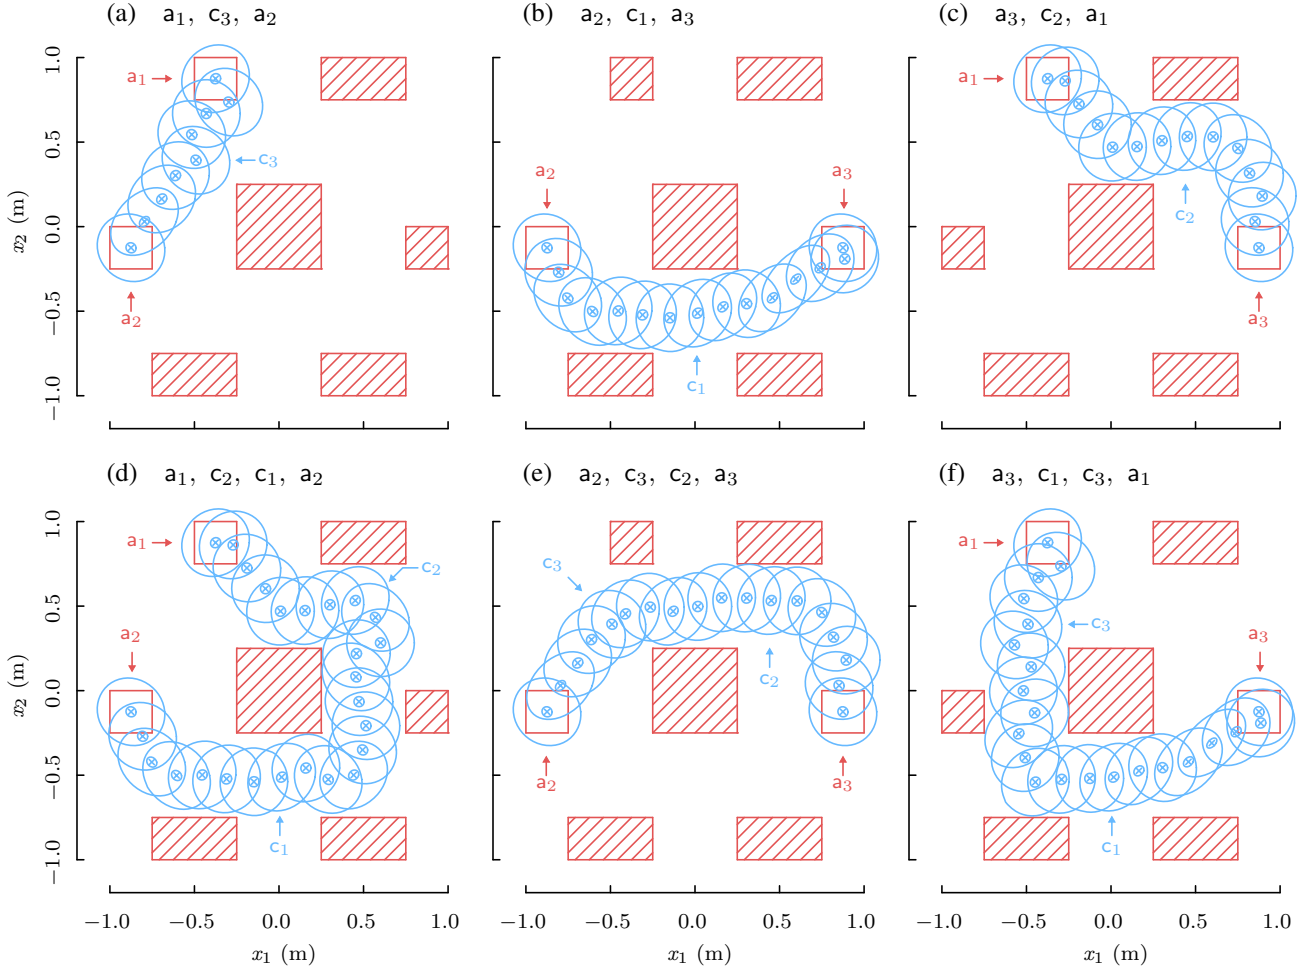 (a) a₁, c₃, a₂
(b) a₂, c₁, a₃
(c) a₃, c₂, a₁
1.0
0.5
0.0
−0.5
−1.0
x₂ (m)
a₁
c₃
a₂
a₂
a₃
c₁
a₁
c₂
a₃
(d) a₁, c₂, c₁, a₂
(e) a₂, c₃, c₂, a₃
(f) a₃, c₁, c₃, a₁
1.0
0.5
0.0
−0.5
−1.0
x₂ (m)
a₁
c₂
a₂
c₁
c₃
c₂
a₂
a₃
a₁
c₃
a₃
c₁
−1.0 −0.5 0.0 0.5 1.0
−1.0 −0.5 0.0 0.5 1.0
−1.0 −0.5 0.0 0.5 1.0
x₁ (m)
x₁ (m)
x₁ (m)